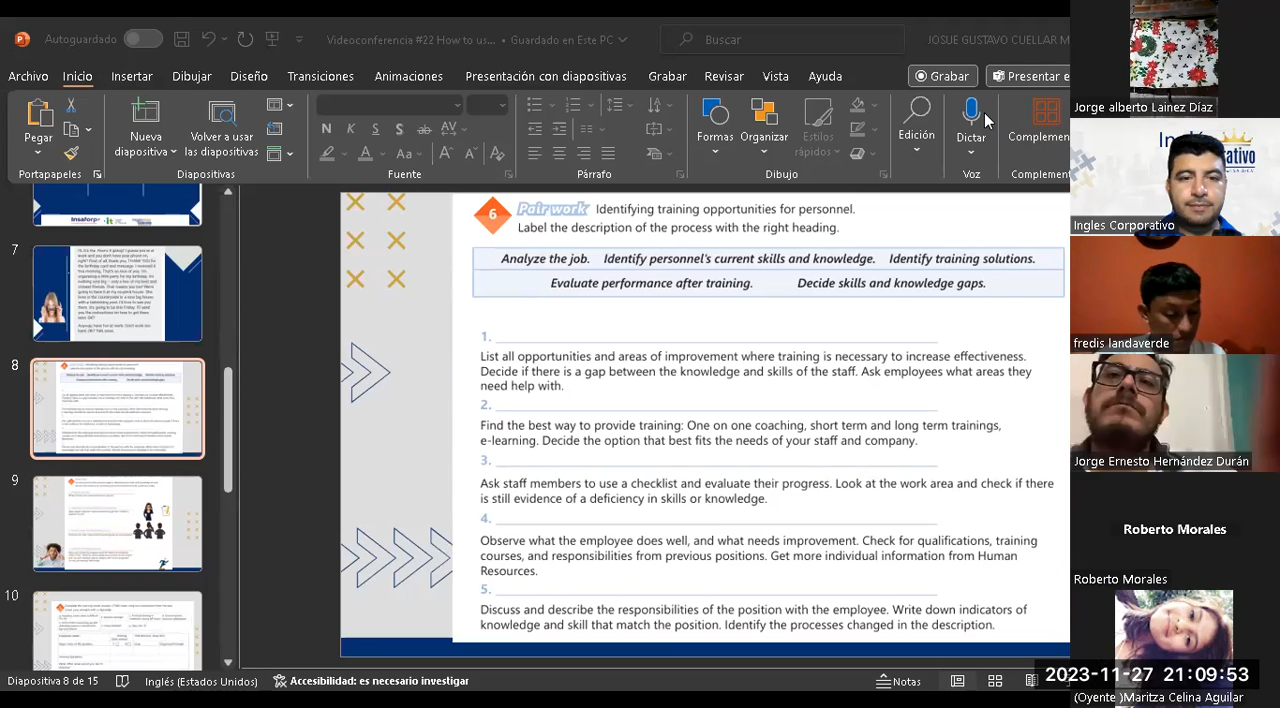 Autoguardado
Videoconferencia #22 How to tu... • Guardado en Este PC
Buscar
JOSUE GUSTAVO CUELLAR M
Archivo
Inicio
Insertar
Dibujar
Diseño
Transiciones
Animaciones
Presentación con diapositivas
Grabar
Revisar
Vista
Ayuda
Grabar
Presentar e
Pegar
Nueva diapositiva
Volver a usar las diapositivas
Formas
Organizar
Estilos rápidos
Edición
Dictar
Complemen
Portapapeles
Diapositivas
Fuente
Párrafo
Dibujo
Voz
Complemen
6 Pair work Identifying training opportunities for personnel.
Label the description of the process with the right heading.
Analyze the job. Identify personnel's current skills and knowledge. Identify training solutions.
Evaluate performance after training. Detect skills and knowledge gaps.
1.
List all opportunities and areas of improvement where training is necessary to increase competencies.
Detect if there is a gap between the knowledge and skills of the staff. Ask employees what areas they
need help with.
2.
Find the best way to provide training: One on one coaching, short term and long term trainings,
e-learning. Decide the option that best fits the needs of your staff and company.
3.
Ask staff member to use a checklist and evaluate their own work. Look at the work area and check if there
is still evidence of a deficiency in skills or knowledge.
4.
Observe what the employee does well, and what needs improvement. Check for qualifications, training
courses and responsibilities from previous positions. Collect individual information from Human
Resources.
5.
Discuss and describe the responsibilities of the position with the employee. Write down indicators of
knowledge and skill that match the position. Identify what has changed in the description.
7
8
9
10
Diapositiva 8 de 15
Inglés (Estados Unidos)
Accesibilidad: es necesario investigar
Notas
Jorge alberto Lainez Díaz
Ingles Corporativo
fredis landaverde
Jorge Ernesto Hernández Durán
Roberto Morales
Roberto Morales
2023-11-27 21:09:53
(Oyente )Maritza Celina Aguilar